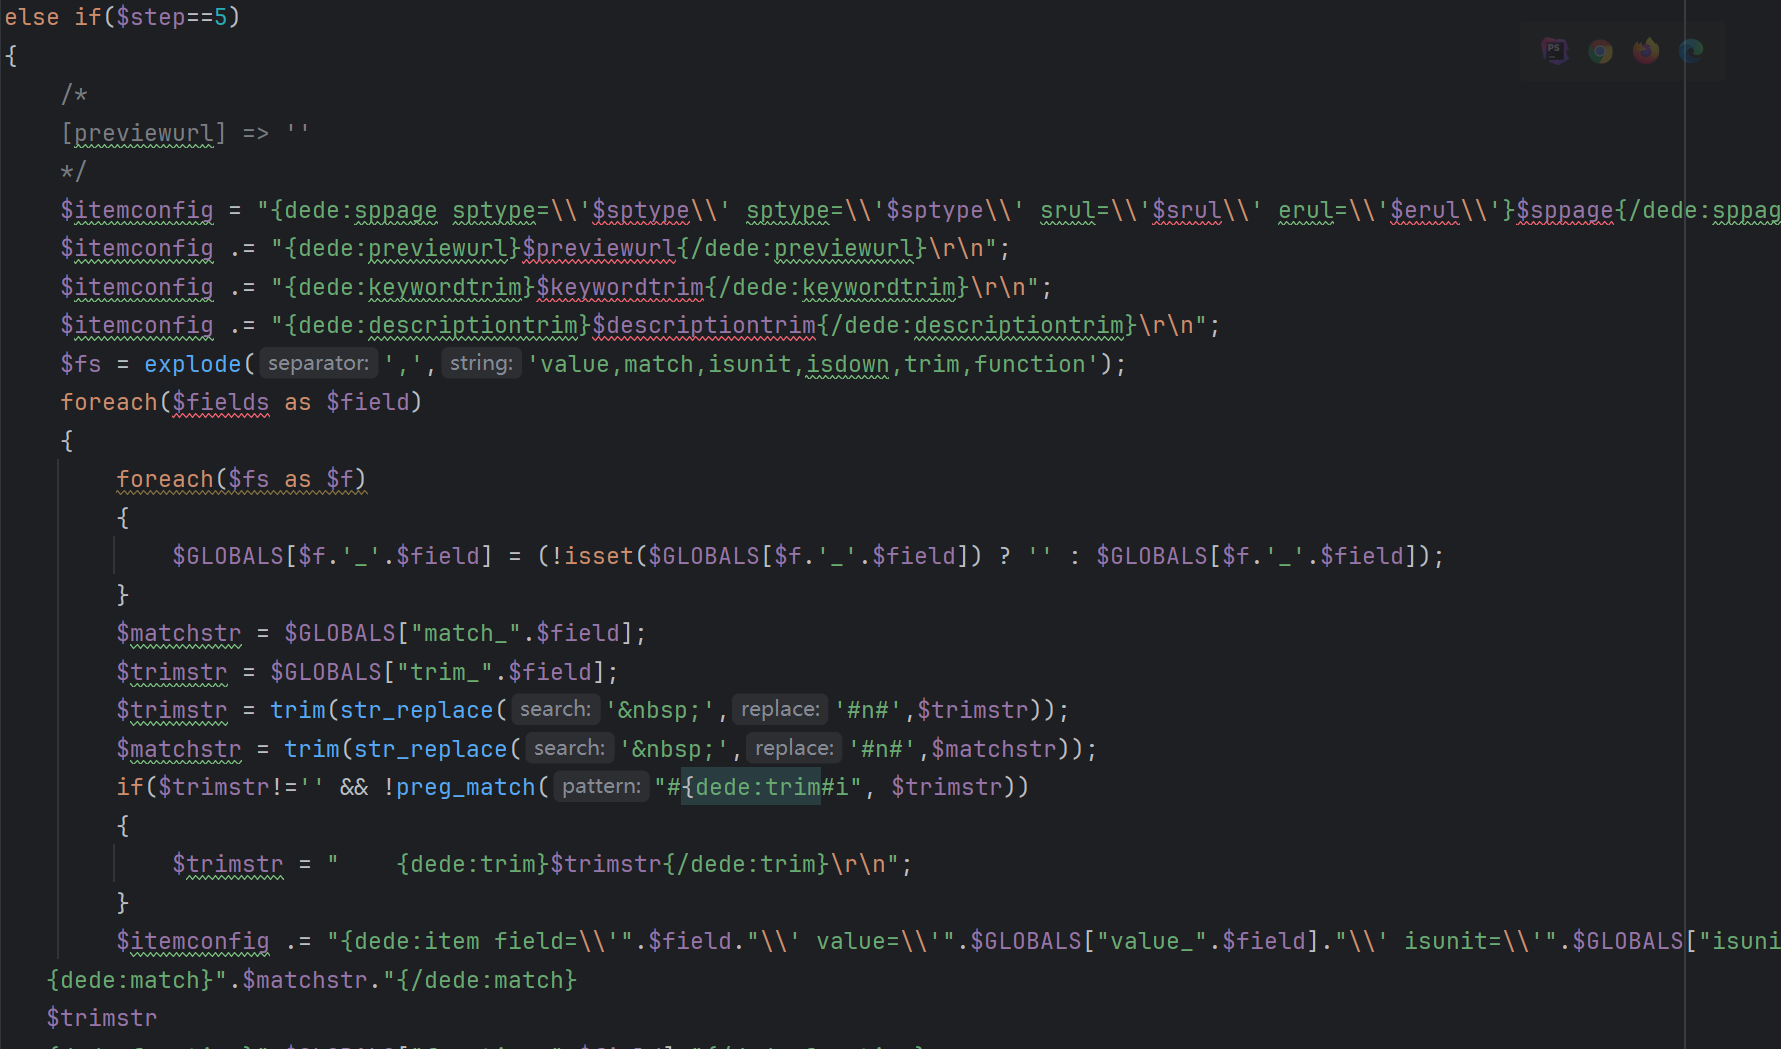 else if($step==5)
{
    /*
    [previewurl] => ''
    */
    $itemconfig = "{dede:sppage sptype=\\'$sptype\\' sptype=\\'$sptype\\' srul=\\'$srul\\' erul=\\'$erul\\'}$sppage{/dede:sppag
    $itemconfig .= "{dede:previewurl}$previewurl{/dede:previewurl}\r\n";
    $itemconfig .= "{dede:keywordtrim}$keywordtrim{/dede:keywordtrim}\r\n";
    $itemconfig .= "{dede:descriptiontrim}$descriptiontrim{/dede:descriptiontrim}\r\n";
    $fs = explode( separator: ',', string: 'value,match,isunit,isdown,trim,function');
    foreach($fields as $field)
    {
        foreach($fs as $f)
        {
            $GLOBALS[$f.'_'.$field] = (!isset($GLOBALS[$f.'_'.$field]) ? '' : $GLOBALS[$f.'_'.$field]);
        }
        $matchstr = $GLOBALS["match_".$field];
        $trimstr = $GLOBALS["trim_".$field];
        $trimstr = trim(str_replace( search: '&nbsp;', replace: '#n#',$trimstr));
        $matchstr = trim(str_replace( search: '&nbsp;', replace: '#n#',$matchstr));
        if($trimstr!='' && !preg_match( pattern: "#{dede:trim#i", $trimstr))
        {
            $trimstr = "    {dede:trim}$trimstr{/dede:trim}\r\n";
        }
        $itemconfig .= "{dede:item field=\\'".$field."\\' value=\\'".$GLOBALS["value_".$field]."\\' isunit=\\'".$GLOBALS["isuni
   {dede:match}".$matchstr."{/dede:match}
   $trimstr